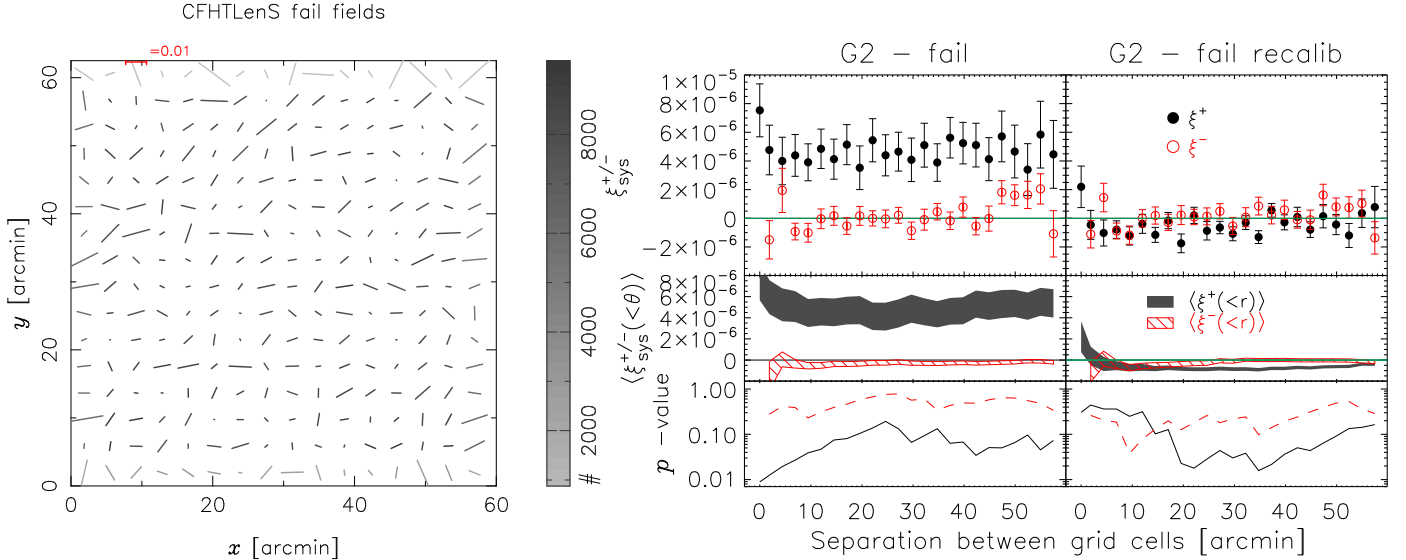 CFHTLenS fail fields
=0.01
60
40
20
0
y [arcmin]
0 20 40 60
x [arcmin]
8000
6000
4000
2000
#
G2 – fail
G2 – fail recalib
1×10⁻⁵
8×10⁻⁶
6×10⁻⁶
4×10⁻⁶
2×10⁻⁶
0
−2×10⁻⁶
ξ⁺ᐟ⁻sys
ξ⁺
ξ⁻
8×10⁻⁶
6×10⁻⁶
4×10⁻⁶
0
⟨ξ⁺ᐟ⁻sys(<θ)⟩
⟨ξ⁺(<r)⟩
⟨ξ⁻(<r)⟩
1.00
0.10
0.01
p –value
0 10 20 30 40 50
0 10 20 30 40 50
Separation between grid cells [arcmin]